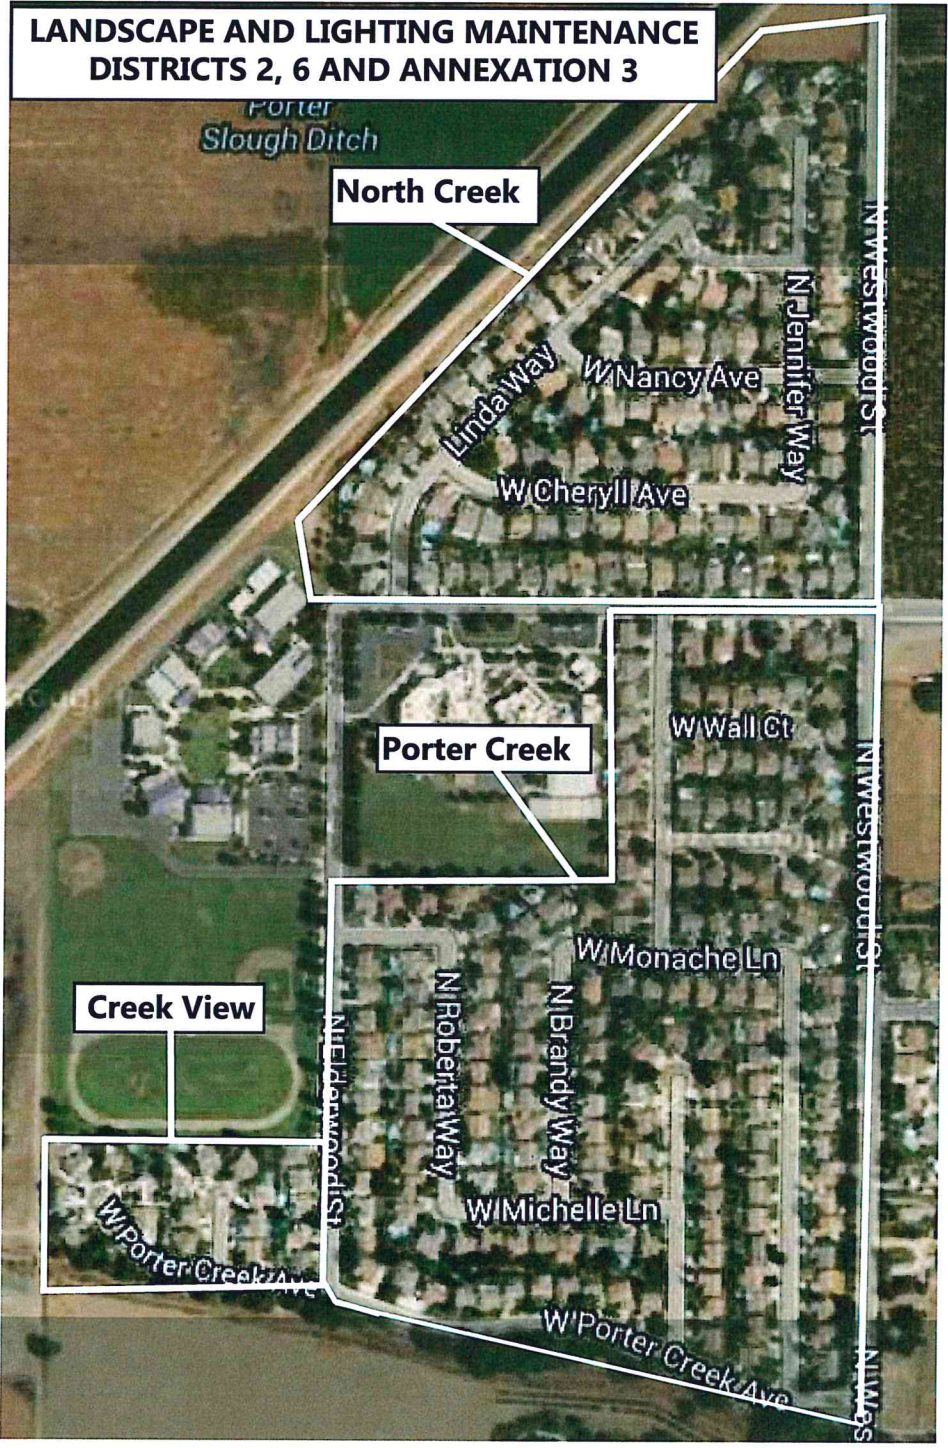 LANDSCAPE AND LIGHTING MAINTENANCE
DISTRICTS 2, 6 AND ANNEXATION 3
Porter
Slough Ditch
North Creek
N Westwood St
N Jennifer Way
Linda Way
W Nancy Ave
W Cheryll Ave
W Wall Ct
Porter Creek
N Westwood St
W Monache Ln
N Roberta Way
N Brandy Way
Creek View
N Elderwood St
W Michelle Ln
W Porter Creek Ave
W Porter Creek Ave
N Wes